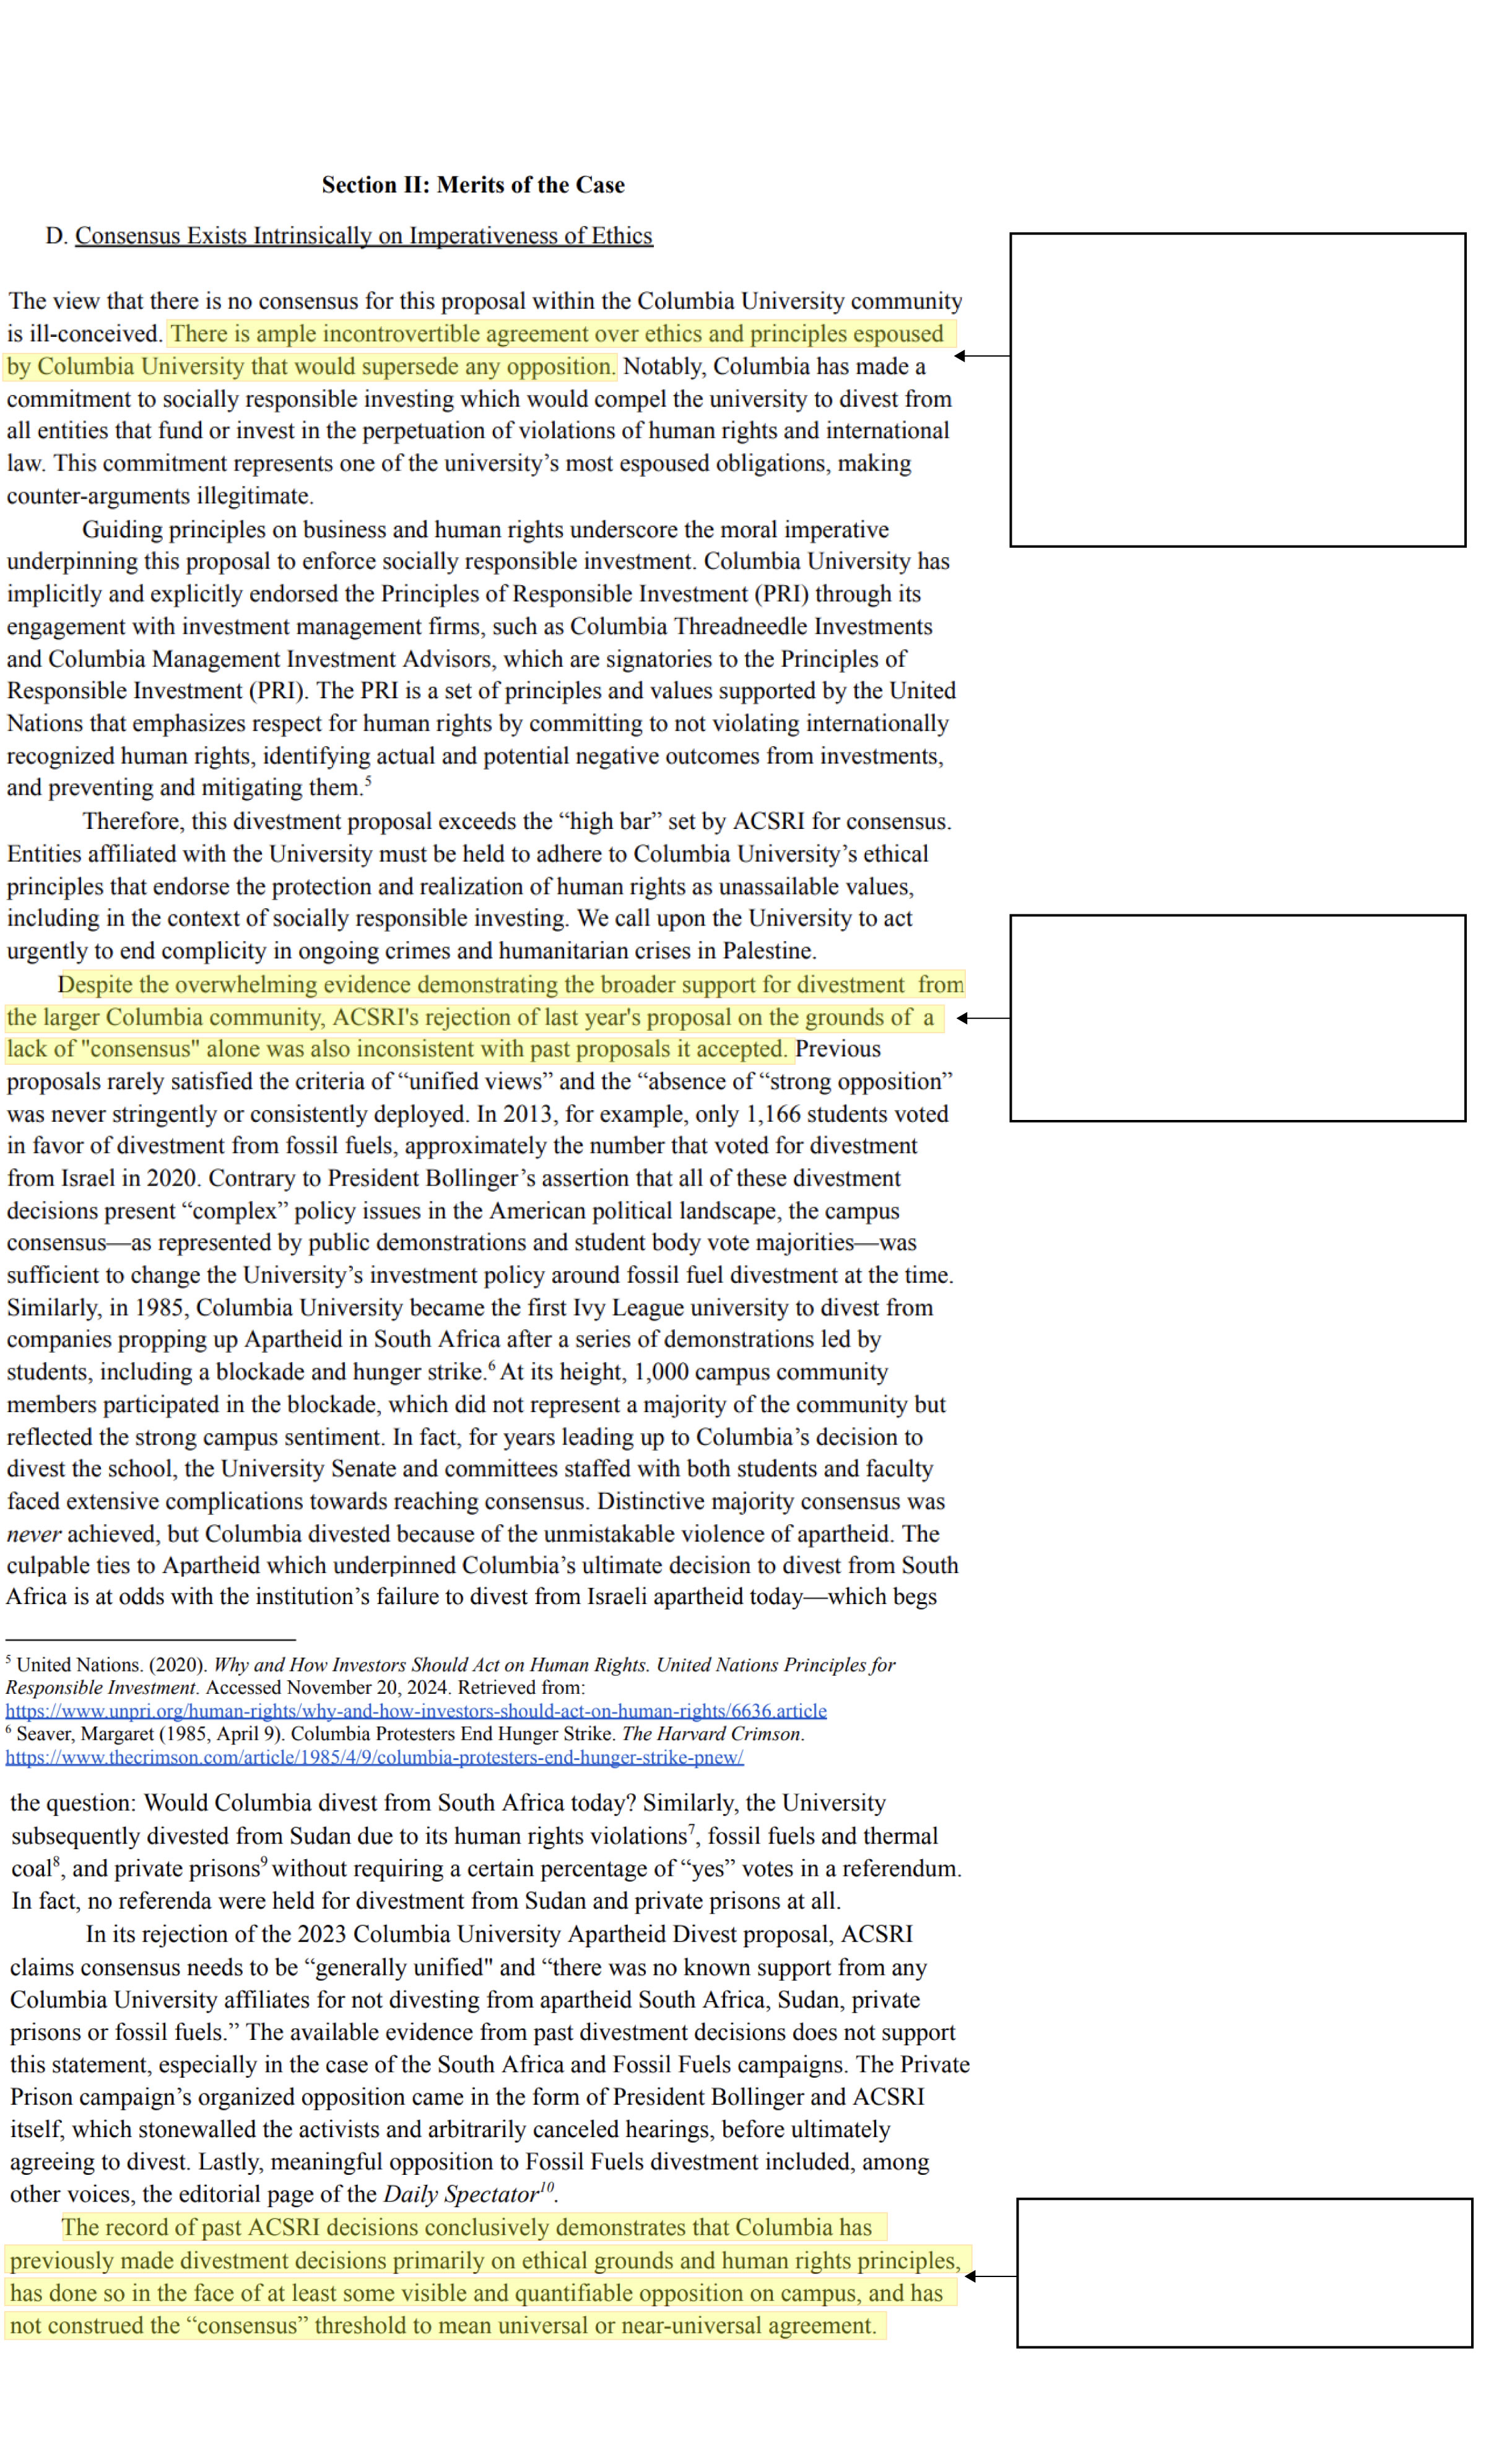 Section II: Merits of the Case
D. Consensus Exists Intrinsically on Imperativeness of Ethics
The view that there is no consensus for this proposal within the Columbia University community
is ill-conceived. There is ample incontrovertible agreement over ethics and principles espoused
by Columbia University that would supersede any opposition. Notably, Columbia has made a
commitment to socially responsible investing which would compel the university to divest from
all entities that fund or invest in the perpetuation of violations of human rights and international
law. This commitment represents one of the university’s most espoused obligations, making
counter-arguments illegitimate.
Guiding principles on business and human rights underscore the moral imperative
underpinning this proposal to enforce socially responsible investment. Columbia University has
implicitly and explicitly endorsed the Principles of Responsible Investment (PRI) through its
engagement with investment management firms, such as Columbia Threadneedle Investments
and Columbia Management Investment Advisors, which are signatories to the Principles of
Responsible Investment (PRI). The PRI is a set of principles and values supported by the United
Nations that emphasizes respect for human rights by committing to not violating internationally
recognized human rights, identifying actual and potential negative outcomes from investments,
and preventing and mitigating them.5
Therefore, this divestment proposal exceeds the “high bar” set by ACSRI for consensus.
Entities affiliated with the University must be held to adhere to Columbia University’s ethical
principles that endorse the protection and realization of human rights as unassailable values,
including in the context of socially responsible investing. We call upon the University to act
urgently to end complicity in ongoing crimes and humanitarian crises in Palestine.
Despite the overwhelming evidence demonstrating the broader support for divestment from
the larger Columbia community, ACSRI's rejection of last year's proposal on the grounds of a
lack of "consensus" alone was also inconsistent with past proposals it accepted. Previous
proposals rarely satisfied the criteria of “unified views” and the “absence of “strong opposition”
was never stringently or consistently deployed. In 2013, for example, only 1,166 students voted
in favor of divestment from fossil fuels, approximately the number that voted for divestment
from Israel in 2020. Contrary to President Bollinger’s assertion that all of these divestment
decisions present “complex” policy issues in the American political landscape, the campus
consensus—as represented by public demonstrations and student body vote majorities—was
sufficient to change the University’s investment policy around fossil fuel divestment at the time.
Similarly, in 1985, Columbia University became the first Ivy League university to divest from
companies propping up Apartheid in South Africa after a series of demonstrations led by
students, including a blockade and hunger strike.6 At its height, 1,000 campus community
members participated in the blockade, which did not represent a majority of the community but
reflected the strong campus sentiment. In fact, for years leading up to Columbia’s decision to
divest the school, the University Senate and committees staffed with both students and faculty
faced extensive complications towards reaching consensus. Distinctive majority consensus was
never achieved, but Columbia divested because of the unmistakable violence of apartheid. The
culpable ties to Apartheid which underpinned Columbia’s ultimate decision to divest from South
Africa is at odds with the institution’s failure to divest from Israeli apartheid today—which begs
5 United Nations. (2020). Why and How Investors Should Act on Human Rights. United Nations Principles for
Responsible Investment. Accessed November 20, 2024. Retrieved from:
https://www.unpri.org/human-rights/why-and-how-investors-should-act-on-human-rights/6636.article
6 Seaver, Margaret (1985, April 9). Columbia Protesters End Hunger Strike. The Harvard Crimson.
https://www.thecrimson.com/article/1985/4/9/columbia-protesters-end-hunger-strike-pnew/
the question: Would Columbia divest from South Africa today? Similarly, the University
subsequently divested from Sudan due to its human rights violations7, fossil fuels and thermal
coal8, and private prisons9 without requiring a certain percentage of “yes” votes in a referendum.
In fact, no referenda were held for divestment from Sudan and private prisons at all.
In its rejection of the 2023 Columbia University Apartheid Divest proposal, ACSRI
claims consensus needs to be “generally unified" and “there was no known support from any
Columbia University affiliates for not divesting from apartheid South Africa, Sudan, private
prisons or fossil fuels.” The available evidence from past divestment decisions does not support
this statement, especially in the case of the South Africa and Fossil Fuels campaigns. The Private
Prison campaign’s organized opposition came in the form of President Bollinger and ACSRI
itself, which stonewalled the activists and arbitrarily canceled hearings, before ultimately
agreeing to divest. Lastly, meaningful opposition to Fossil Fuels divestment included, among
other voices, the editorial page of the Daily Spectator10.
The record of past ACSRI decisions conclusively demonstrates that Columbia has
previously made divestment decisions primarily on ethical grounds and human rights principles,
has done so in the face of at least some visible and quantifiable opposition on campus, and has
not construed the “consensus” threshold to mean universal or near-universal agreement.